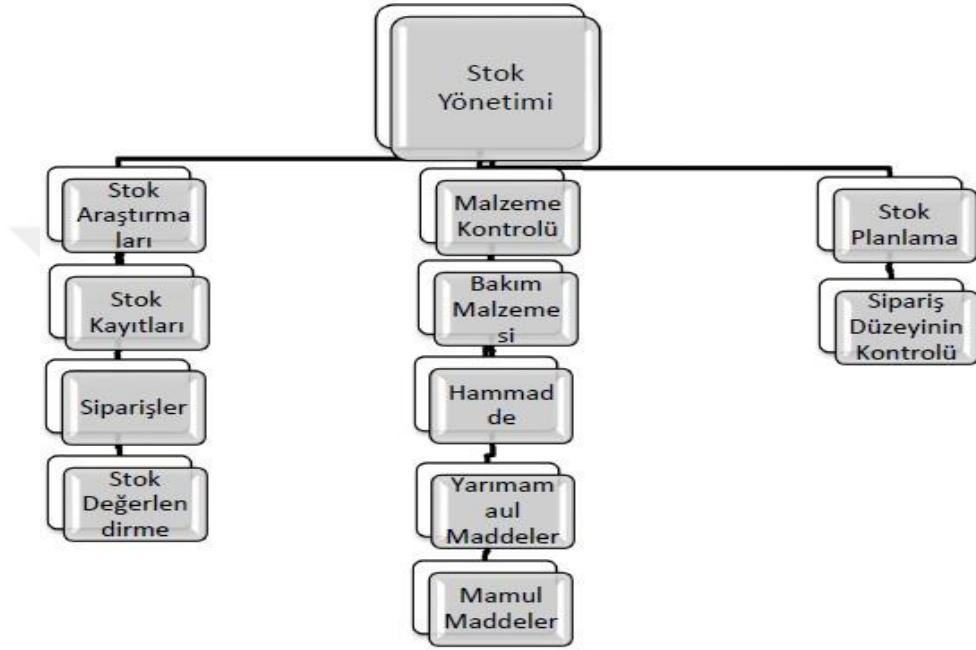 Stok
Yönetimi
Stok
Araştırma
ları
Stok
Kayıtları
Siparişler
Stok
Değerlen
dirme
Malzeme
Kontrolü
Bakım
Malzeme
si
Hammad
de
Yarımam
aul
Maddeler
Mamul
Maddeler
Stok
Planlama
Sipariş
Düzeyinin
Kontrolü